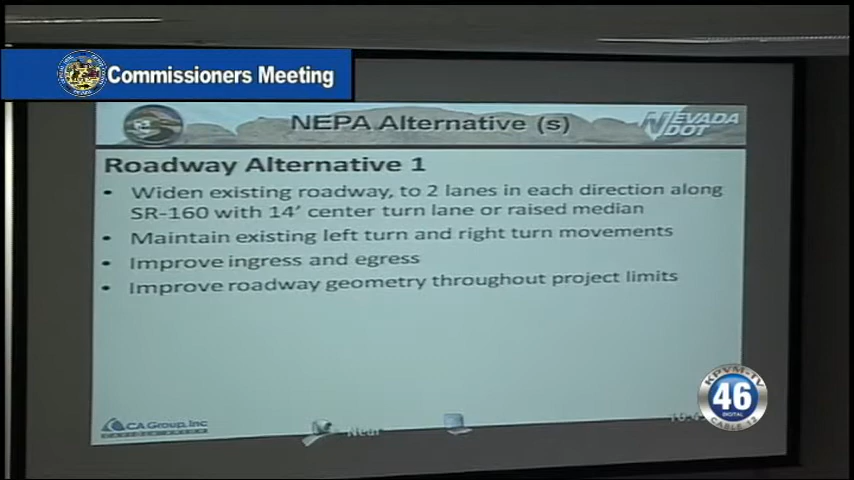 Commissioners Meeting
NEPA Alternative (s)
NEVADA
DOT
Roadway Alternative 1
• Widen existing roadway, to 2 lanes in each direction along
SR-160 with 14' center turn lane or raised median
• Maintain existing left turn and right turn movements
• Improve ingress and egress
• Improve roadway geometry throughout project limits
CA Group, Inc
Near
KPVM-TV
46
DIGITAL
CABLE 12